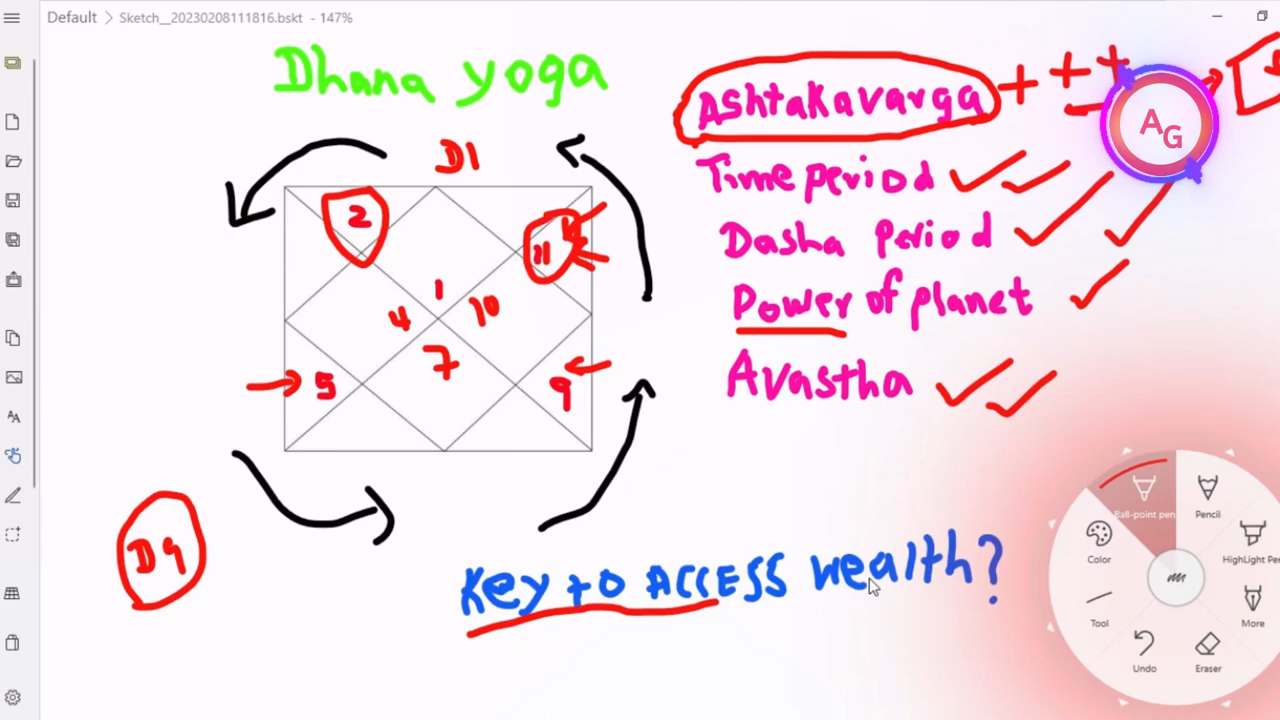 Default > Sketch__20230208111816.bskt - 147%
Dhana yoga
D1
2
11
1
4
10
7
5
9
D9
Ashtakavarga + + +
Time period
Dasha period
Power of planet
Avastha
Key to ACCESS wealth?
AG
Ball-point pen
Pencil
Color
HighLight Pen
Tool
More
Undo
Eraser